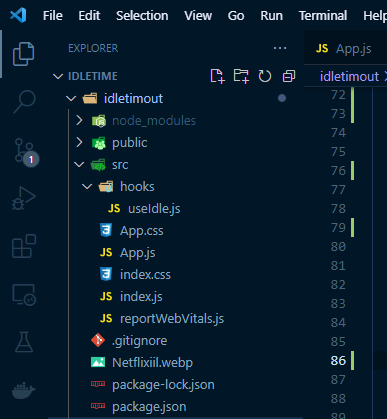 File Edit Selection View Go Run Terminal Help
EXPLORER ...
JS App.js
IDLETIME
idletimout
idletimout >
node_modules
public
src
hooks
JS useIdle.js
App.css
JS App.js
index.css
JS index.js
JS reportWebVitals.js
.gitignore
Netflixiil.webp
package-lock.json
package.json
1
72
73
74
75
76
77
78
79
80
81
82
83
84
85
86
87
88